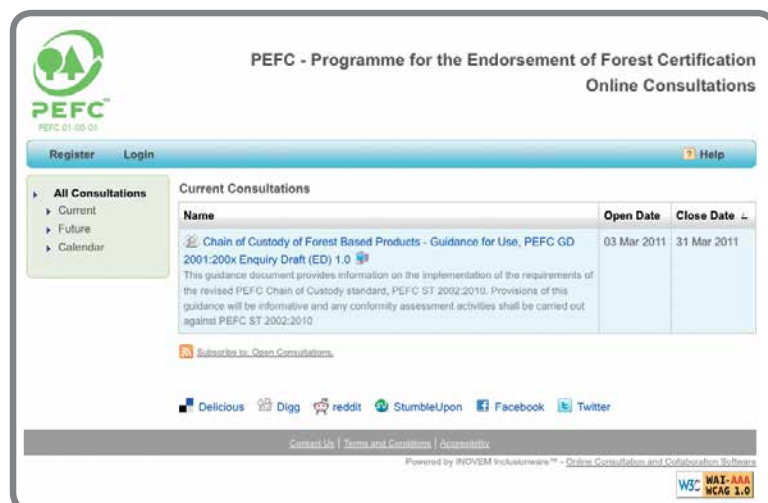 PEFC - Programme for the Endorsement of Forest Certification
Online Consultations
PEFC™
PEFC 01-00-01
Register Login Help
All Consultations
Current
Future
Calendar
Current Consultations
Name Open Date Close Date
Chain of Custody of Forest Based Products - Guidance for Use, PEFC GD 03 Mar 2011 31 Mar 2011
2001:200x Enquiry Draft (ED) 1.0
This guidance document provides information on the implementation of the requirements of
the revised PEFC Chain of Custody standard, PEFC ST 2002:2010. Provisions of this
guidance will be informative and any conformity assessment activities shall be carried out
against PEFC ST 2002:2010
Subscribe to: Open Consultations.
Delicious Digg reddit StumbleUpon Facebook Twitter
Contact Us | Terms and Conditions | Accessibility
Powered by INOVEM Inclusionware™ - Online Consultation and Collaboration Software
W3C WAI-AAA
WCAG 1.0